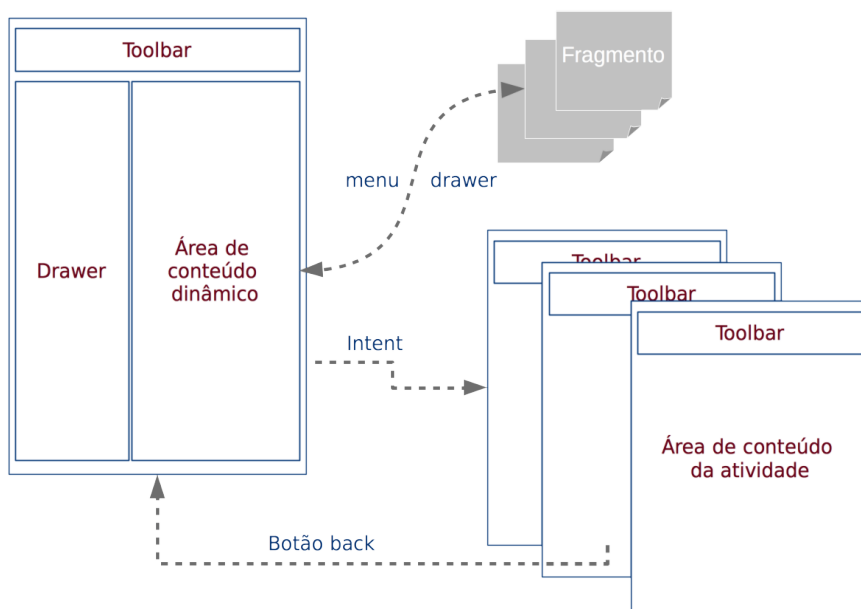 Toolbar
Fragmento
menu drawer
Drawer
Área de
conteúdo
dinâmico
Toolbar
Toolbar
Toolbar
Intent
Área de conteúdo
da atividade
Botão back